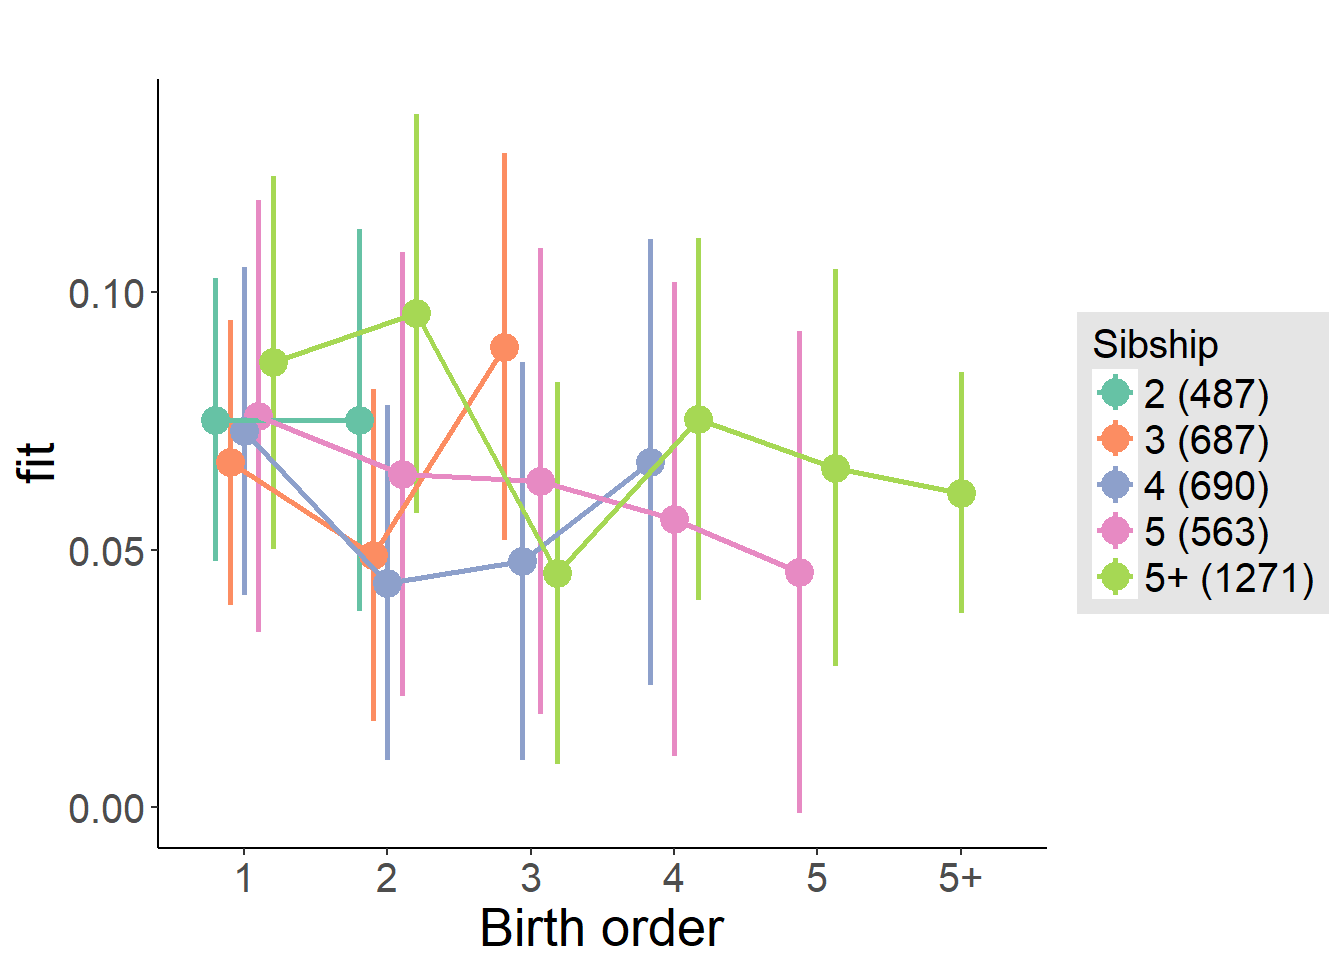 fit
0.10
0.05
0.00
1 2 3 4 5 5+
Birth order
Sibship
2 (487)
3 (687)
4 (690)
5 (563)
5+ (1271)